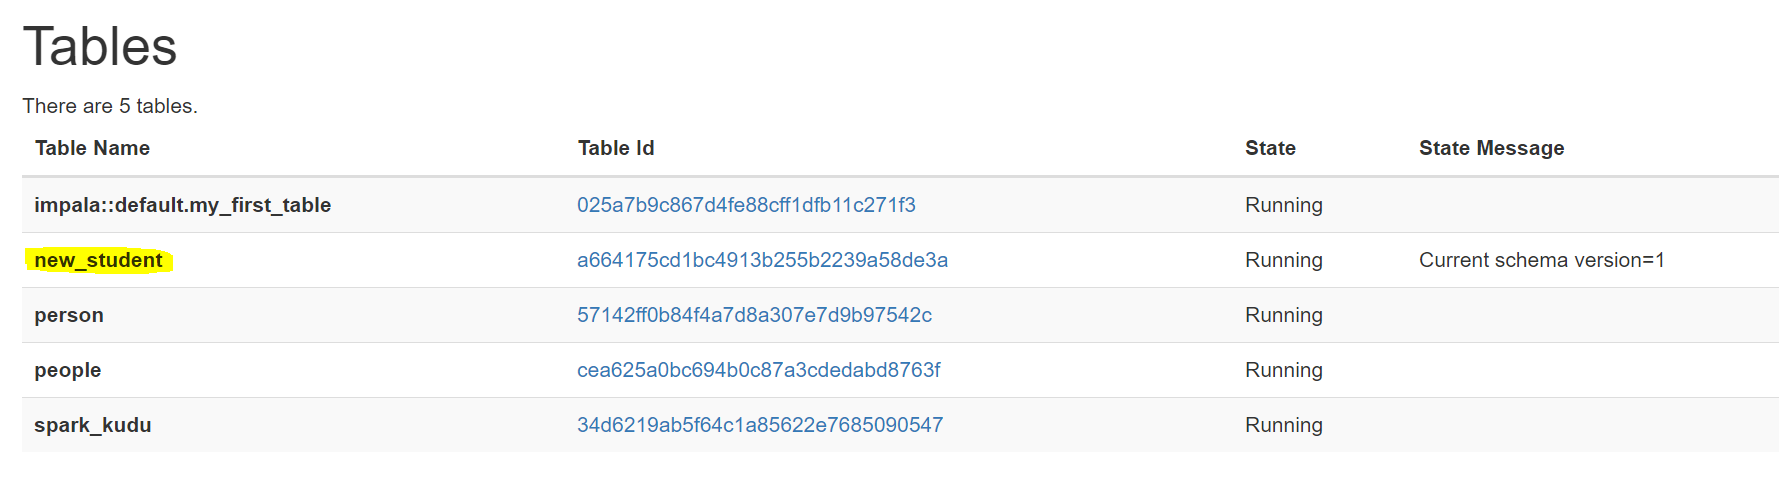 Tables
There are 5 tables.
Table Name Table Id State State Message
impala::default.my_first_table 025a7b9c867d4fe88cff1dfb11c271f3 Running
new_student a664175cd1bc4913b255b2239a58de3a Running Current schema version=1
person 57142ff0b84f4a7d8a307e7d9b97542c Running
people cea625a0bc694b0c87a3cdedabd8763f Running
spark_kudu 34d6219ab5f64c1a85622e7685090547 Running